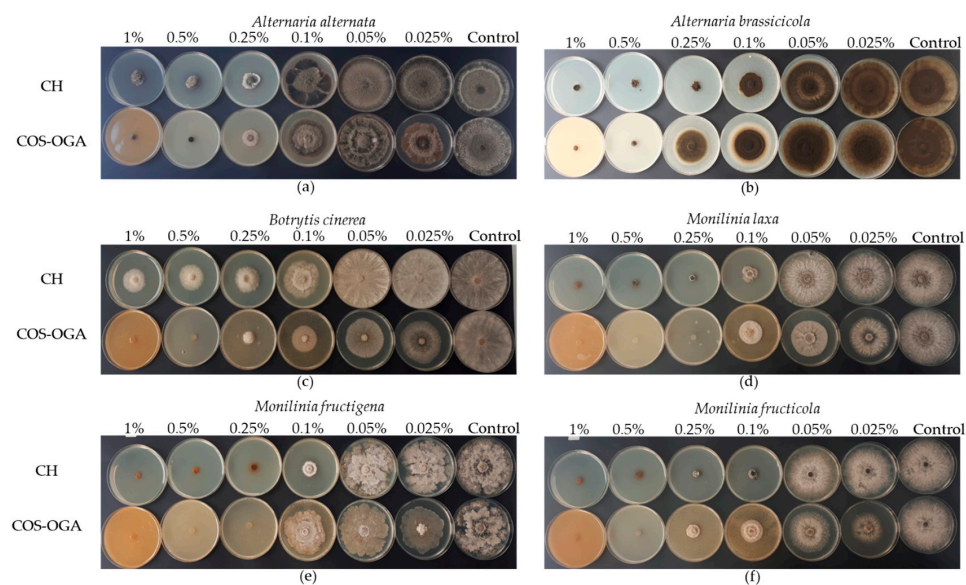 Alternaria alternata
1% 0.5% 0.25% 0.1% 0.05% 0.025% Control
CH
COS-OGA
(a)
Alternaria brassicicola
1% 0.5% 0.25% 0.1% 0.05% 0.025% Control
(b)
Botrytis cinerea
1% 0.5% 0.25% 0.1% 0.05% 0.025% Control
CH
COS-OGA
(c)
Monilinia laxa
1% 0.5% 0.25% 0.1% 0.05% 0.025% Control
(d)
Monilinia fructigena
1% 0.5% 0.25% 0.1% 0.05% 0.025% Control
CH
COS-OGA
(e)
Monilinia fructicola
1% 0.5% 0.25% 0.1% 0.05% 0.025% Control
(f)